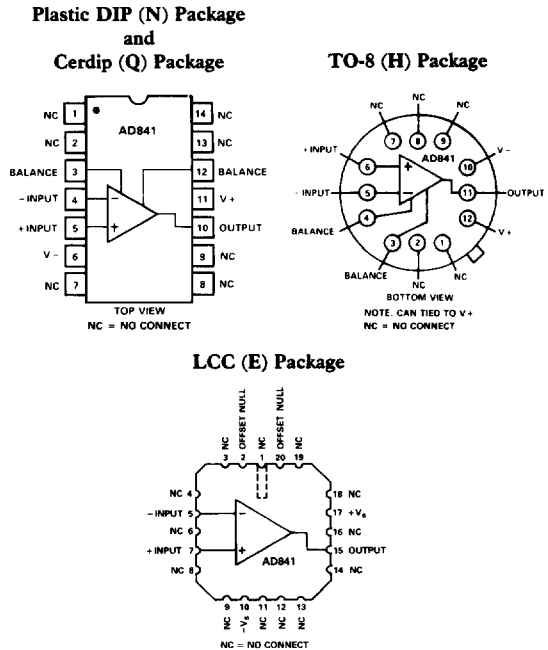 Plastic DIP (N) Package
and
Cerdip (Q) Package
NC 1
NC 2
BALANCE 3
- INPUT 4
+ INPUT 5
V - 6
NC 7
AD841
14 NC
13 NC
12 BALANCE
11 V +
10 OUTPUT
9 NC
8 NC
- +
TOP VIEW
NC = NO CONNECT
TO-8 (H) Package
NC NC NC
7 8 9
AD841
+ INPUT 6 +
10 V -
- INPUT 5 -
11 OUTPUT
BALANCE 4
12 V +
3 2 1
BALANCE NC NC
BOTTOM VIEW
NOTE. CAN TIED TO V +
NC = NO CONNECT
LCC (E) Package
NC OFFSET NULL NC OFFSET NULL NC
3 2 1 20 19
NC 4
- INPUT 5 -
NC 6
+ INPUT 7 +
NC 8
AD841
18 NC
17 +Vs
16 NC
15 OUTPUT
14 NC
9 10 11 12 13
NC -Vs NC NC NC
NC = NO CONNECT